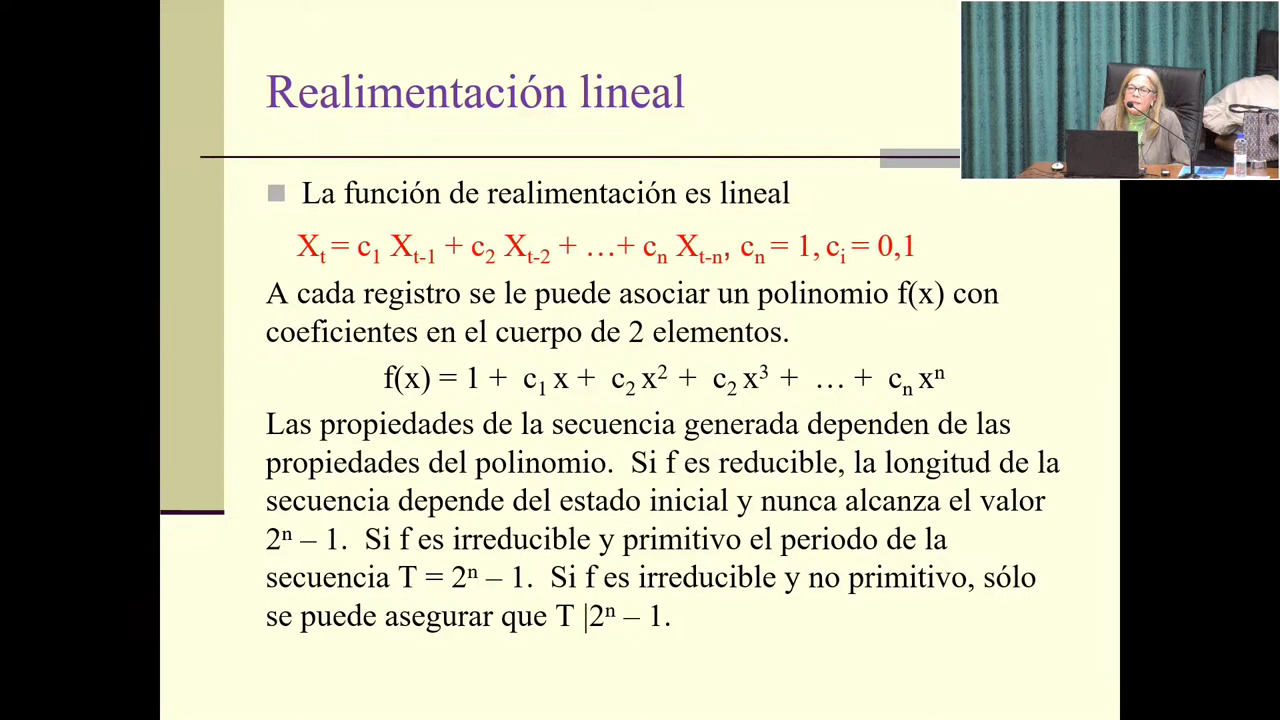 Realimentación lineal
La función de realimentación es lineal
Xₜ = c₁ Xₜ₋₁ + c₂ Xₜ₋₂ + …+ cₙ Xₜ₋ₙ, cₙ = 1, cᵢ = 0,1
A cada registro se le puede asociar un polinomio f(x) con
coeficientes en el cuerpo de 2 elementos.
f(x) = 1 + c₁ x + c₂ x² + c₂ x³ + … + cₙ xⁿ
Las propiedades de la secuencia generada dependen de las
propiedades del polinomio. Si f es reducible, la longitud de la
secuencia depende del estado inicial y nunca alcanza el valor
2ⁿ – 1. Si f es irreducible y primitivo el periodo de la
secuencia T = 2ⁿ – 1. Si f es irreducible y no primitivo, sólo
se puede asegurar que T |2ⁿ – 1.